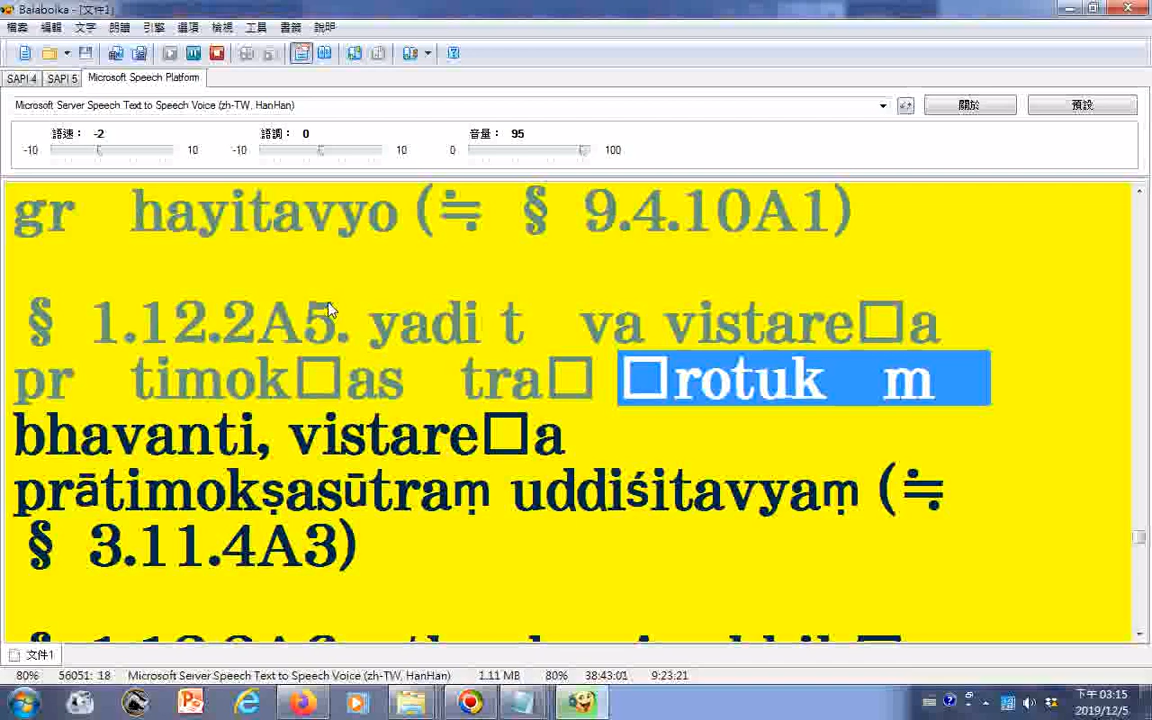 Balabolka - [文件1]
檔案 編輯 文字 朗讀 引擎 選項 檢視 工具 書籤 說明
SAPI 4 SAPI 5 Microsoft Speech Platform
Microsoft Server Speech Text to Speech Voice (zh-TW, HanHan) 關於 預設
語速： -2 語調： 0 音量： 95
-10 10 -10 10 0 100
gr hayitavyo (≒ § 9.4.10A1)
§ 1.12.2A5. yadi t va vistare□a
pr timok□as tra□ □rotuk m
bhavanti, vistare□a
prātimokṣasūtraṃ uddiśitavyaṃ (≒
§ 3.11.4A3)
文件1
80% 56051: 18 Microsoft Server Speech Text to Speech Voice (zh-TW, HanHan) 1.11 MB 80% 38:43:01 9:23:21
下午 03:15
2019/12/5